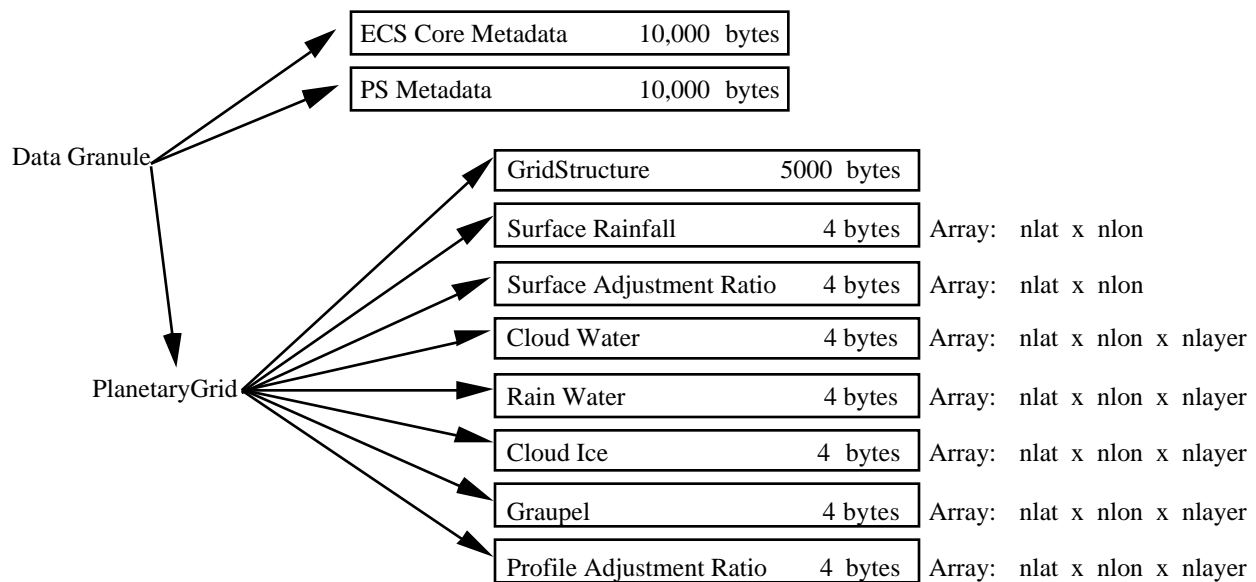 ECS Core Metadata 10,000 bytes
PS Metadata 10,000 bytes
Data Granule
GridStructure 5000 bytes
Surface Rainfall 4 bytes Array: nlat x nlon
Surface Adjustment Ratio 4 bytes Array: nlat x nlon
Cloud Water 4 bytes Array: nlat x nlon x nlayer
PlanetaryGrid
Rain Water 4 bytes Array: nlat x nlon x nlayer
Cloud Ice 4 bytes Array: nlat x nlon x nlayer
Graupel 4 bytes Array: nlat x nlon x nlayer
Profile Adjustment Ratio 4 bytes Array: nlat x nlon x nlayer